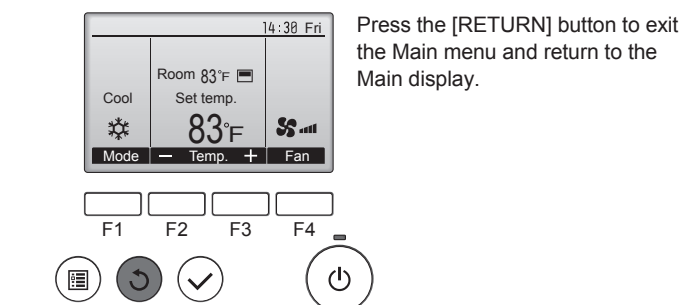 14:30 Fri
Room 83°F
Cool
Set temp.
83°F
Mode
− Temp. +
Fan
F1
F2
F3
F4
Press the [RETURN] button to exit
the Main menu and return to the
Main display.